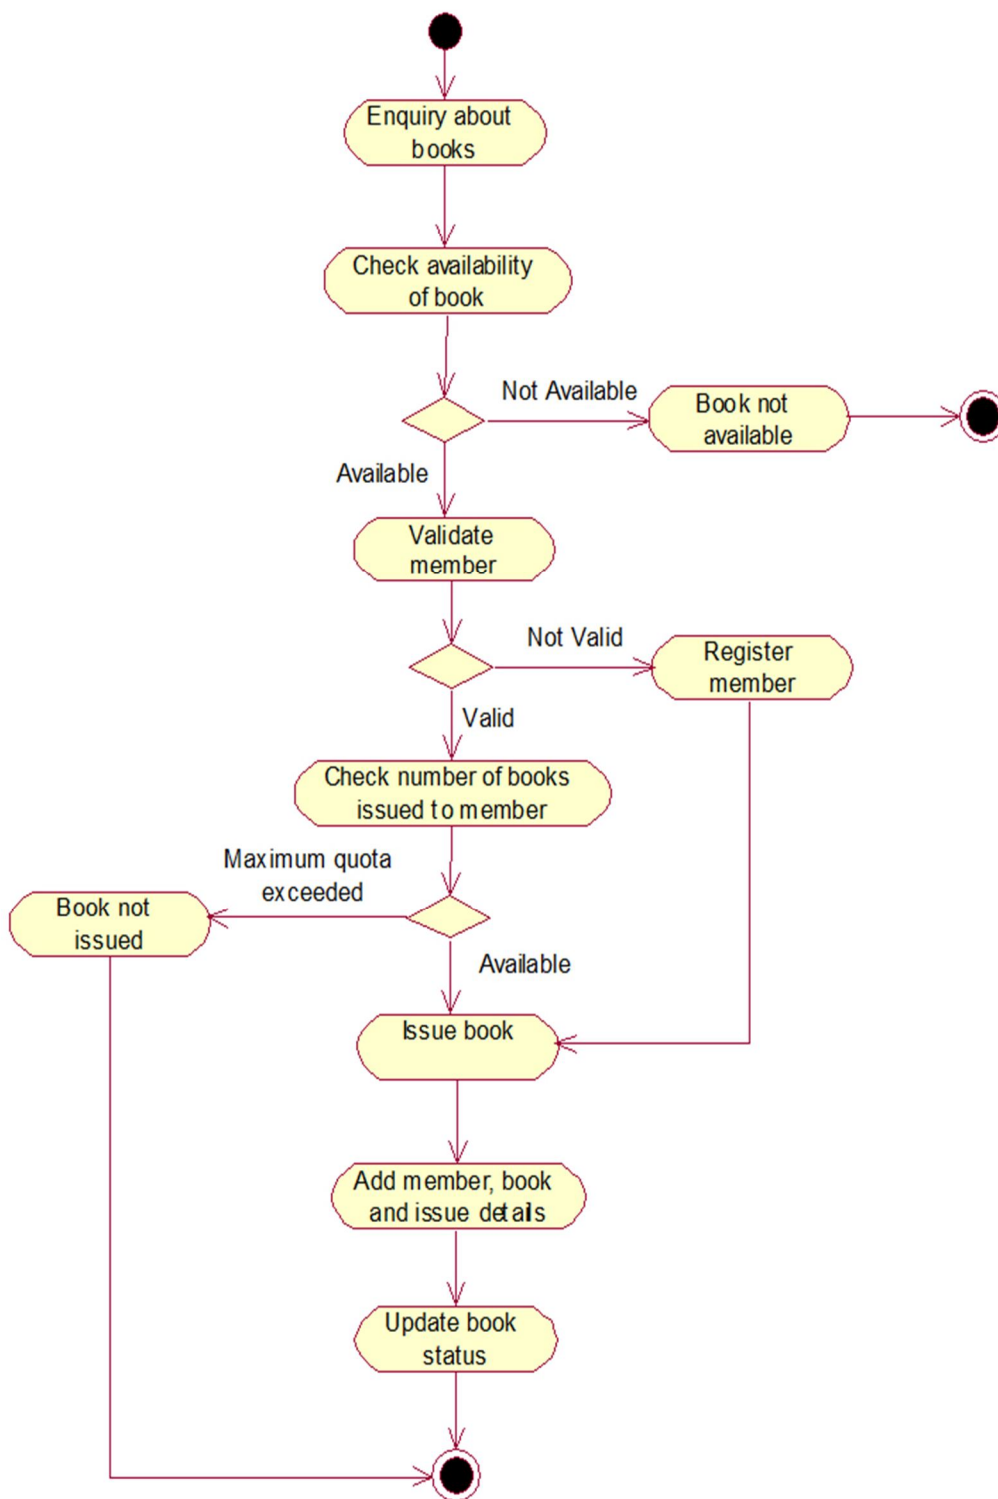 Enquiry about
books
Check availability
of book
Not Available
Book not
available
Available
Validate
member
Not Valid
Register
member
Valid
Check number of books
issued to member
Maximum quota
exceeded
Book not
issued
Available
Issue book
Add member, book
and issue details
Update book
status